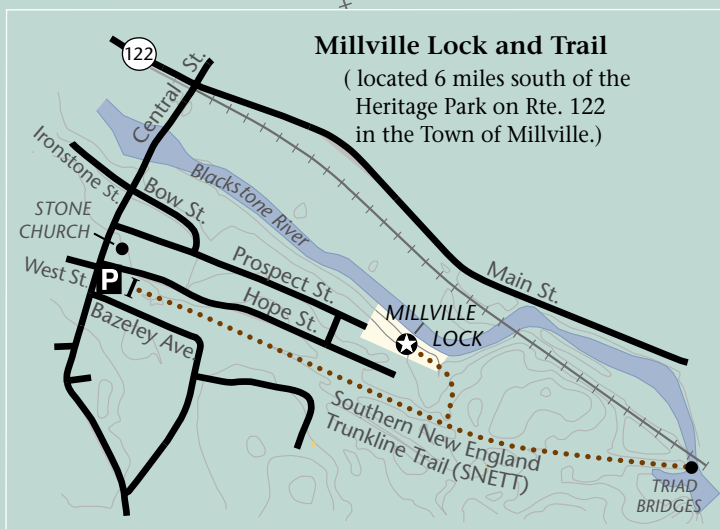 Millville Lock and Trail
( located 6 miles south of the
Heritage Park on Rte. 122
in the Town of Millville.)
122
Central St.
Ironstone St.
Bow St.
Blackstone River
STONE
CHURCH
West St.
P
Prospect St.
Hope St.
Bazeley Ave
Main St.
MILLVILLE
LOCK
Southern New England
Trunkline Trail (SNETT)
TRIAD
BRIDGES